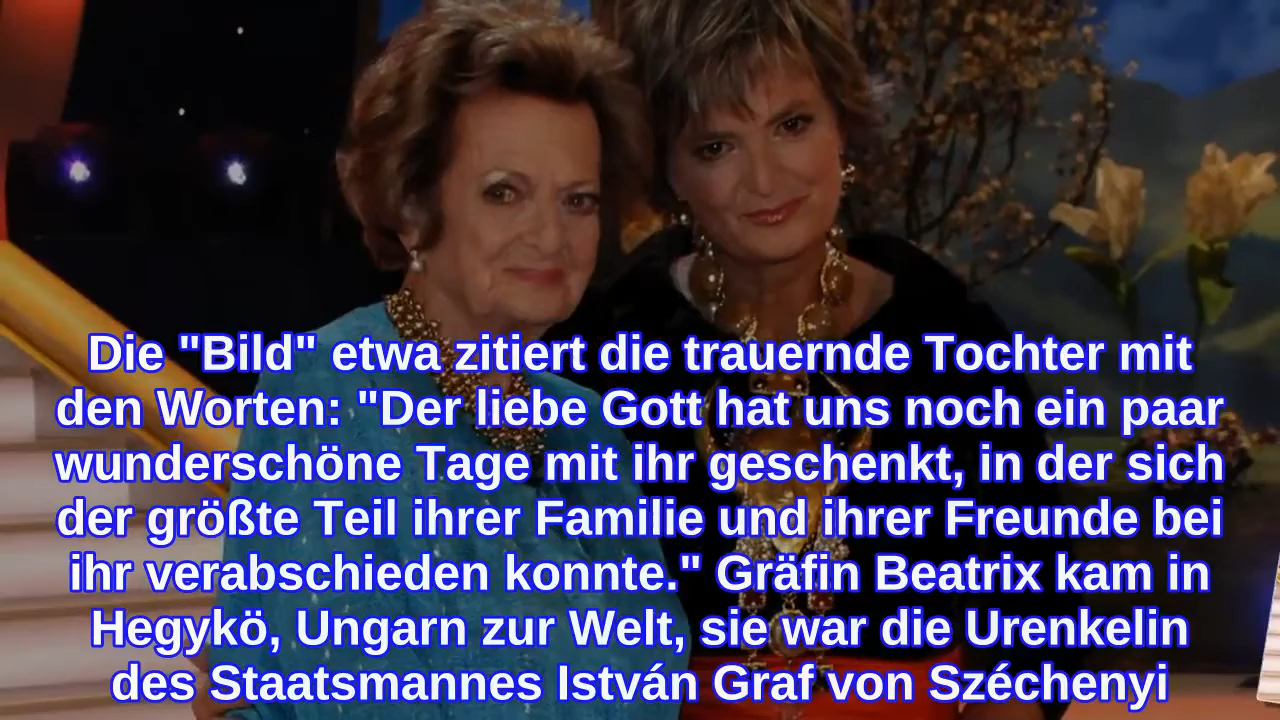 Die "Bild" etwa zitiert die trauernde Tochter mit
den Worten: "Der liebe Gott hat uns noch ein paar
wunderschöne Tage mit ihr geschenkt, in der sich
der größte Teil ihrer Familie und ihrer Freunde bei
ihr verabschieden konnte." Gräfin Beatrix kam in
Hegykö, Ungarn zur Welt, sie war die Urenkelin
des Staatsmannes István Graf von Széchenyi